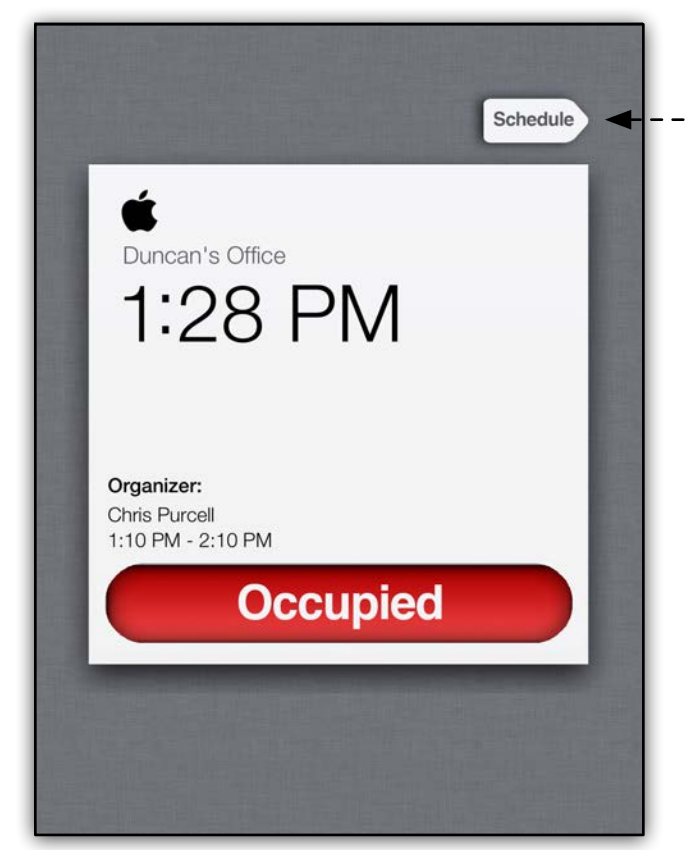 Schedule
Duncan's Office
1:28 PM
Organizer:
Chris Purcell
1:10 PM - 2:10 PM
Occupied